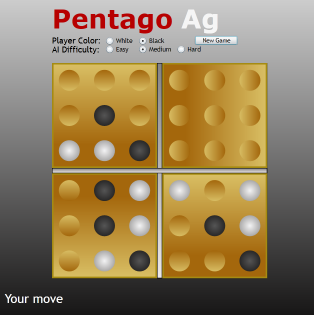 Pentago Ag
Player Color: White Black New Game
AI Difficulty: Easy Medium Hard
Your move